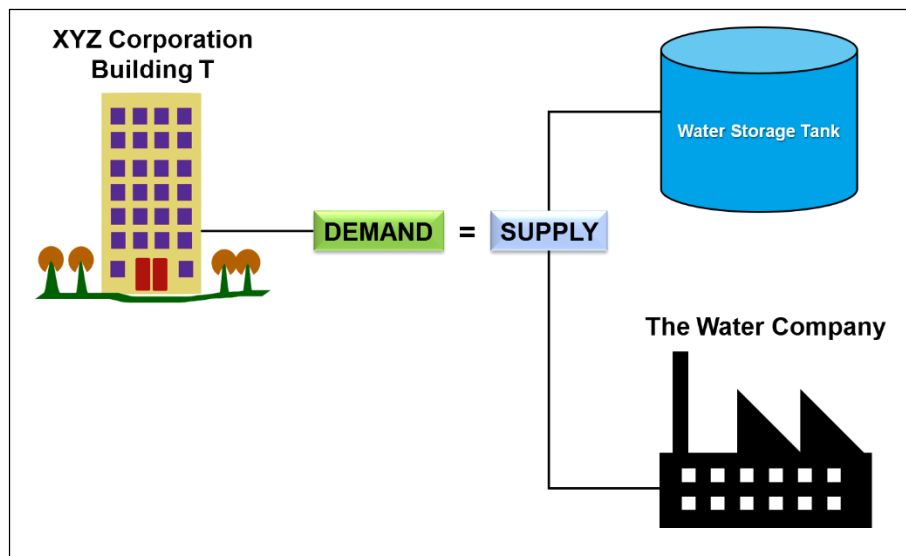 XYZ Corporation
Building T
Water Storage Tank
DEMAND = SUPPLY
The Water Company